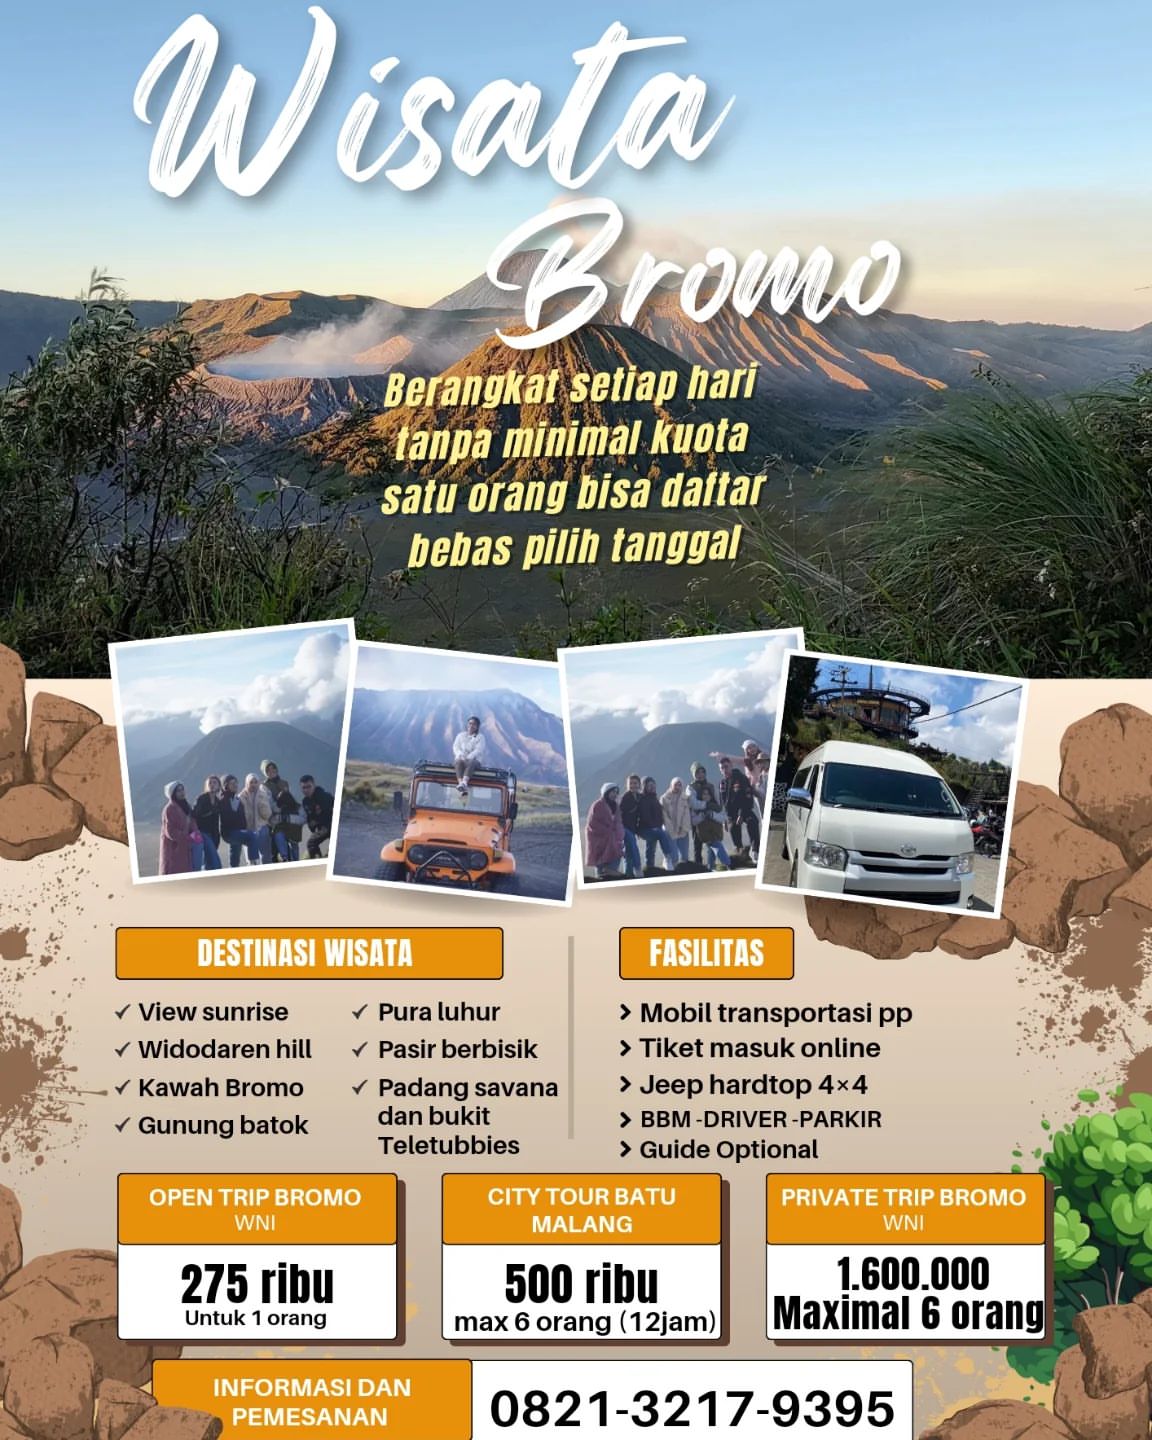 Wisata
Bromo
Berangkat setiap hari
tanpa minimal kuota
satu orang bisa daftar
bebas pilih tanggal
DESTINASI WISATA
View sunrise
Widodaren hill
Kawah Bromo
Gunung batok
Pura luhur
Pasir berbisik
Padang savana
dan bukit
Teletubbies
FASILITAS
Mobil transportasi pp
Tiket masuk online
Jeep hardtop 4×4
BBM -DRIVER -PARKIR
Guide Optional
OPEN TRIP BROMO
WNI
275 ribu
Untuk 1 orang
CITY TOUR BATU
MALANG
500 ribu
max 6 orang (12jam)
PRIVATE TRIP BROMO
WNI
1.600.000
Maximal 6 orang
INFORMASI DAN
PEMESANAN
0821-3217-9395